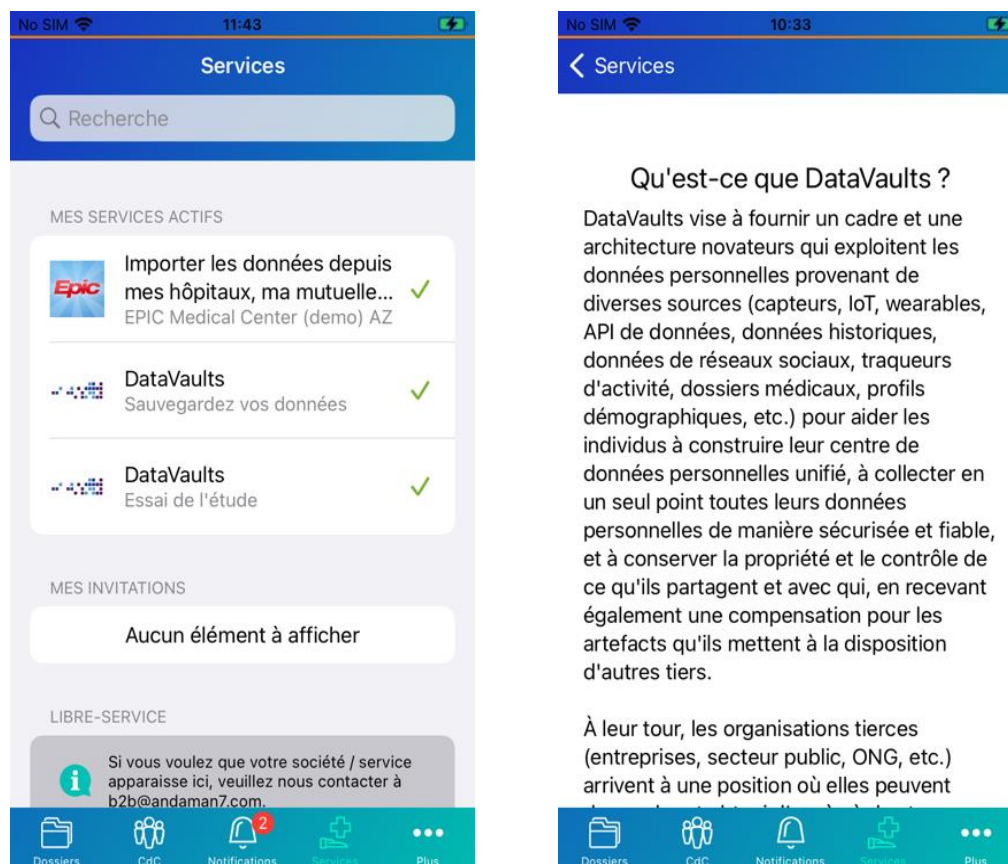 No SIM 11:43
Services
Recherche
MES SERVICES ACTIFS
Epic
Importer les données depuis
mes hôpitaux, ma mutuelle...
EPIC Medical Center (demo) AZ
DataVaults
Sauvegardez vos données
DataVaults
Essai de l'étude
MES INVITATIONS
Aucun élément à afficher
LIBRE-SERVICE
Si vous voulez que votre société / service
apparaisse ici, veuillez nous contacter à
b2b@andaman7.com.
2
Dossiers CdC Notifications Services Plus
No SIM 10:33
Services
Qu'est-ce que DataVaults ?
DataVaults vise à fournir un cadre et une
architecture novateurs qui exploitent les
données personnelles provenant de
diverses sources (capteurs, IoT, wearables,
API de données, données historiques,
données de réseaux sociaux, traqueurs
d'activité, dossiers médicaux, profils
démographiques, etc.) pour aider les
individus à construire leur centre de
données personnelles unifié, à collecter en
un seul point toutes leurs données
personnelles de manière sécurisée et fiable,
et à conserver la propriété et le contrôle de
ce qu'ils partagent et avec qui, en recevant
également une compensation pour les
artefacts qu'ils mettent à la disposition
d'autres tiers.
À leur tour, les organisations tierces
(entreprises, secteur public, ONG, etc.)
arrivent à une position où elles peuvent
Dossiers CdC Notifications Services Plus